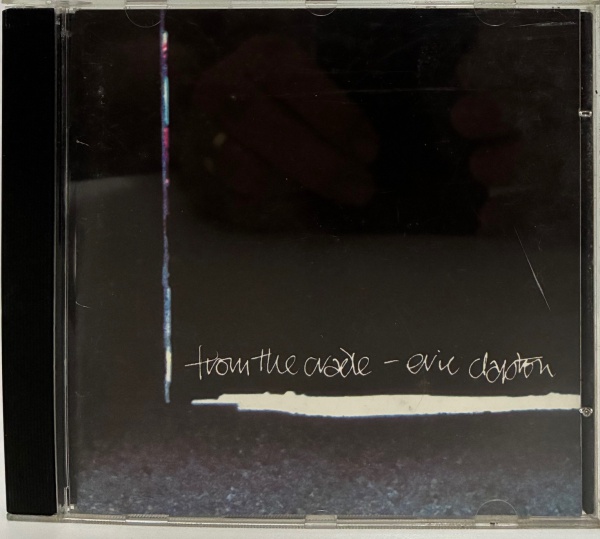 from the cradle - eric clapton